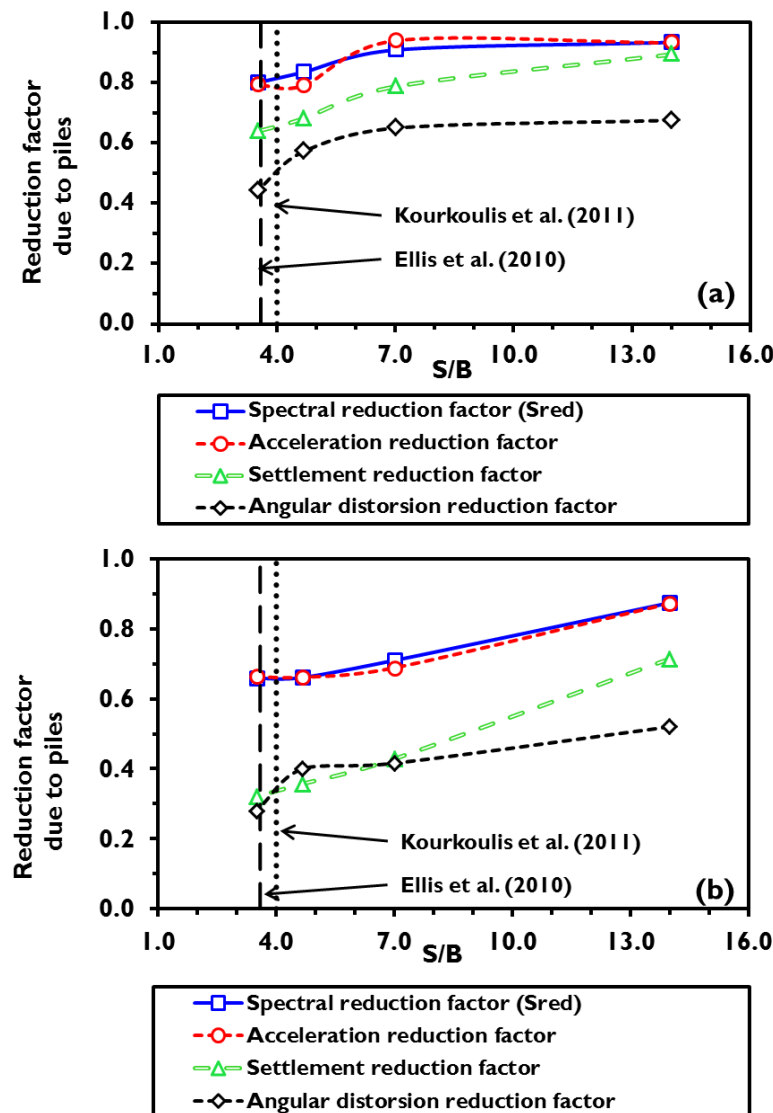 1.0
0.8
0.6
0.4
0.2
0.0
Reduction factor
due to piles
Kourkoulis et al. (2011)
Ellis et al. (2010)
(a)
1.0 4.0 7.0 10.0 13.0 16.0
S/B
Spectral reduction factor (Sred)
Acceleration reduction factor
Settlement reduction factor
Angular distorsion reduction factor
1.0
0.8
0.6
0.4
0.2
0.0
Reduction factor
due to piles
Kourkoulis et al. (2011)
Ellis et al. (2010)
(b)
1.0 4.0 7.0 10.0 13.0 16.0
S/B
Spectral reduction factor (Sred)
Acceleration reduction factor
Settlement reduction factor
Angular distorsion reduction factor